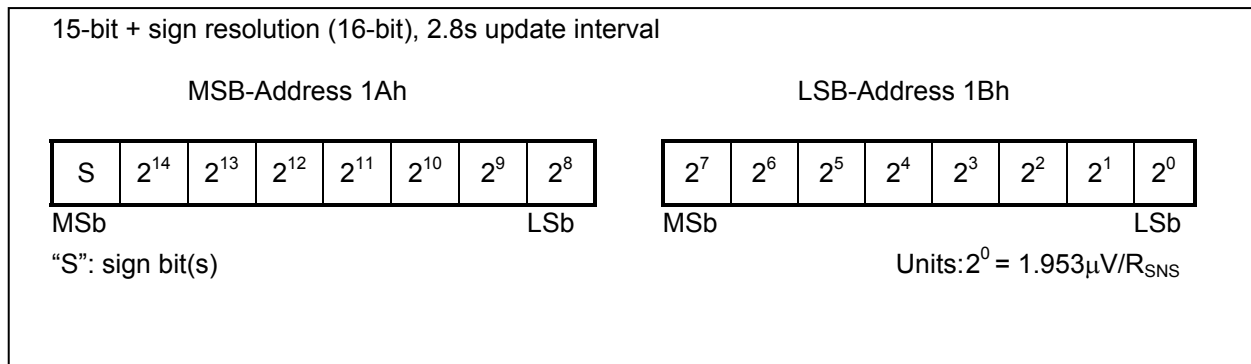 15-bit + sign resolution (16-bit), 2.8s update interval
MSB-Address 1Ah LSB-Address 1Bh
S 2^14 2^13 2^12 2^11 2^10 2^9 2^8 2^7 2^6 2^5 2^4 2^3 2^2 2^1 2^0
MSb LSb MSb LSb
“S”: sign bit(s) Units:2^0 = 1.953μV/R_SNS